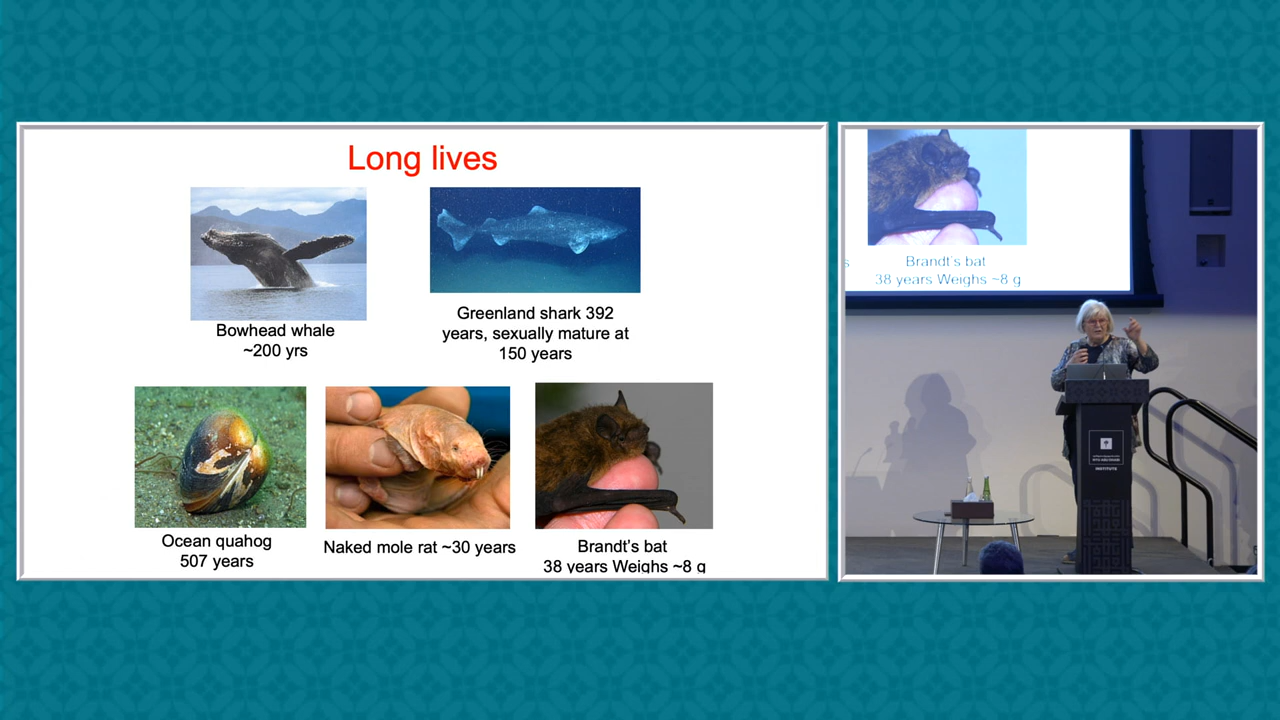 Long lives
Bowhead whale
~200 yrs
Greenland shark 392
years, sexually mature at
150 years
Ocean quahog
507 years
Naked mole rat ~30 years
Brandt's bat
38 years Weighs ~8 g
s
Brandt's bat
38 years Weighs ~8 g
INSTITUTE